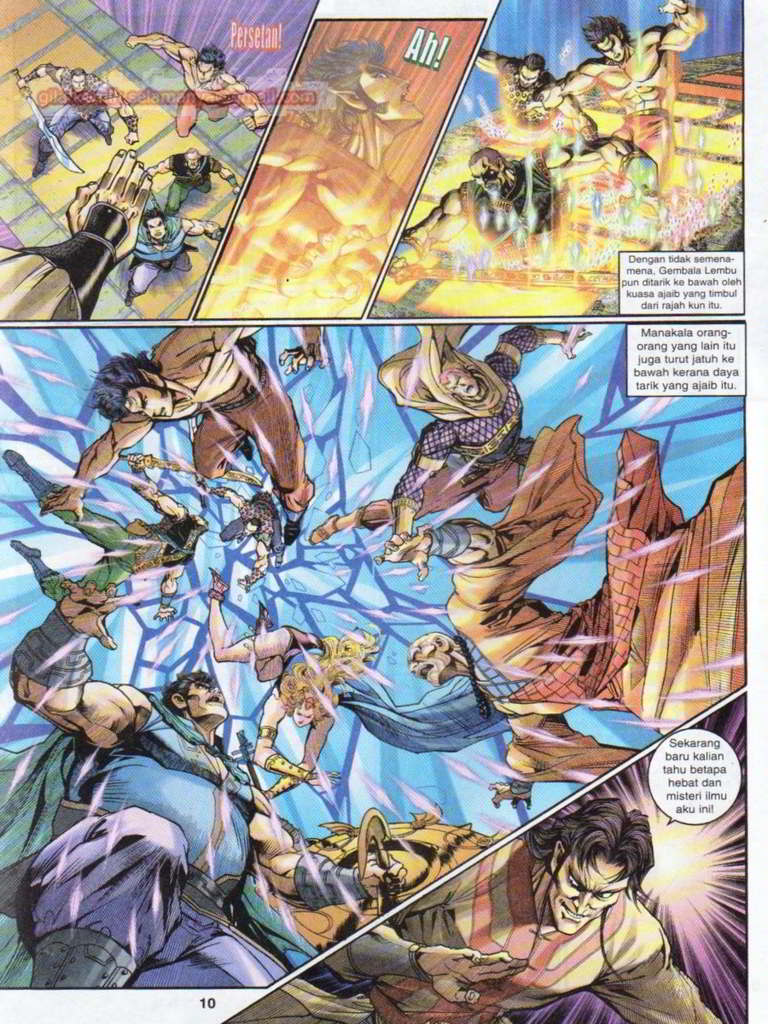 Persetan!
Ah!
Dengan tidak semena-
mena, Gembala Lembu
pun ditarik ke bawah oleh
kuasa ajaib yang timbul
dari rajah kun itu.
Manakala orang-
orang yang lain itu
juga turut jatuh ke
bawah kerana daya
tarik yang ajaib itu.
Sekarang
baru kalian
tahu betapa
hebat dan
misteri ilmu
aku ini!
10